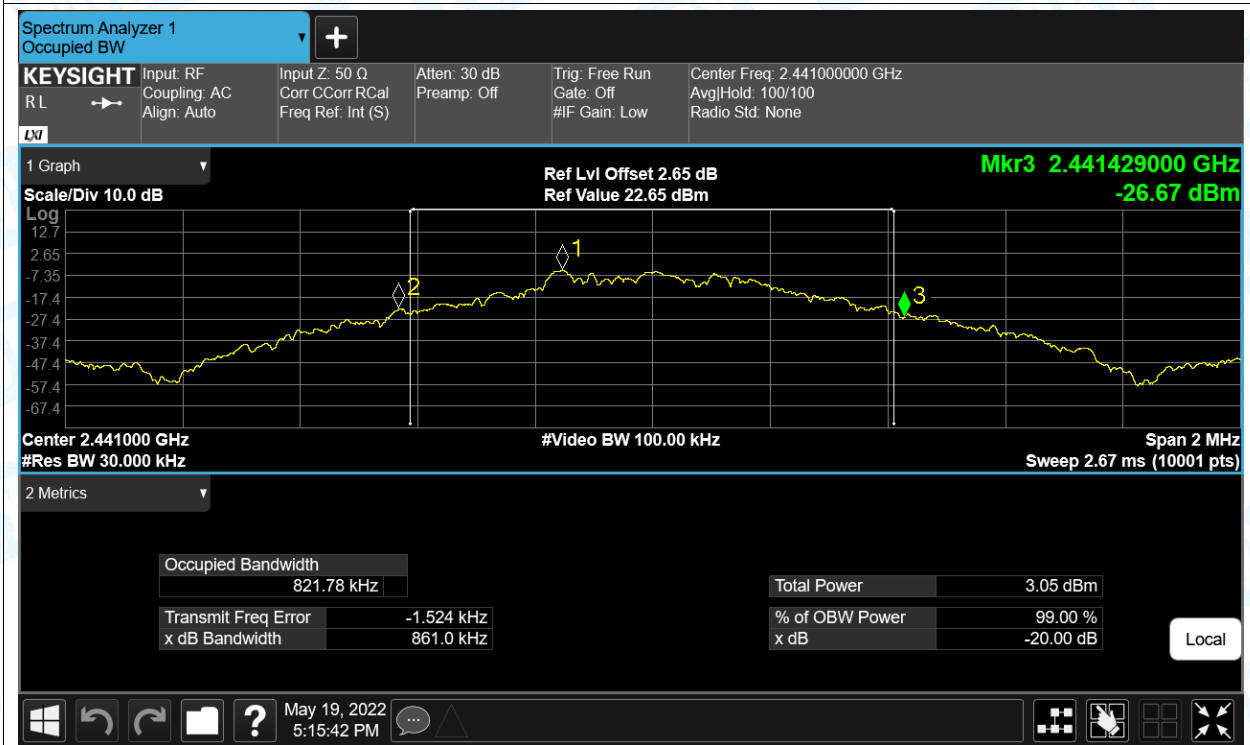 Spectrum Analyzer 1
Occupied BW
+
KEYSIGHT
R L
LXI
Input: RF
Coupling: AC
Align: Auto
Input Z: 50 Ω
Corr CCorr RCal
Freq Ref: Int (S)
Atten: 30 dB
Preamp: Off
Trig: Free Run
Gate: Off
#IF Gain: Low
Center Freq: 2.441000000 GHz
Avg|Hold: 100/100
Radio Std: None
1 Graph
Scale/Div 10.0 dB
Ref Lvl Offset 2.65 dB
Ref Value 22.65 dBm
Mkr3 2.441429000 GHz
-26.67 dBm
Log
12.7
2.65
-7.35
-17.4
-27.4
-37.4
-47.4
-57.4
-67.4
1
2
3
Center 2.441000 GHz
#Video BW 100.00 kHz
Span 2 MHz
#Res BW 30.000 kHz
Sweep 2.67 ms (10001 pts)
2 Metrics
Occupied Bandwidth
821.78 kHz
Transmit Freq Error -1.524 kHz
x dB Bandwidth 861.0 kHz
Total Power 3.05 dBm
% of OBW Power 99.00 %
x dB -20.00 dB
Local
?
May 19, 2022
5:15:42 PM